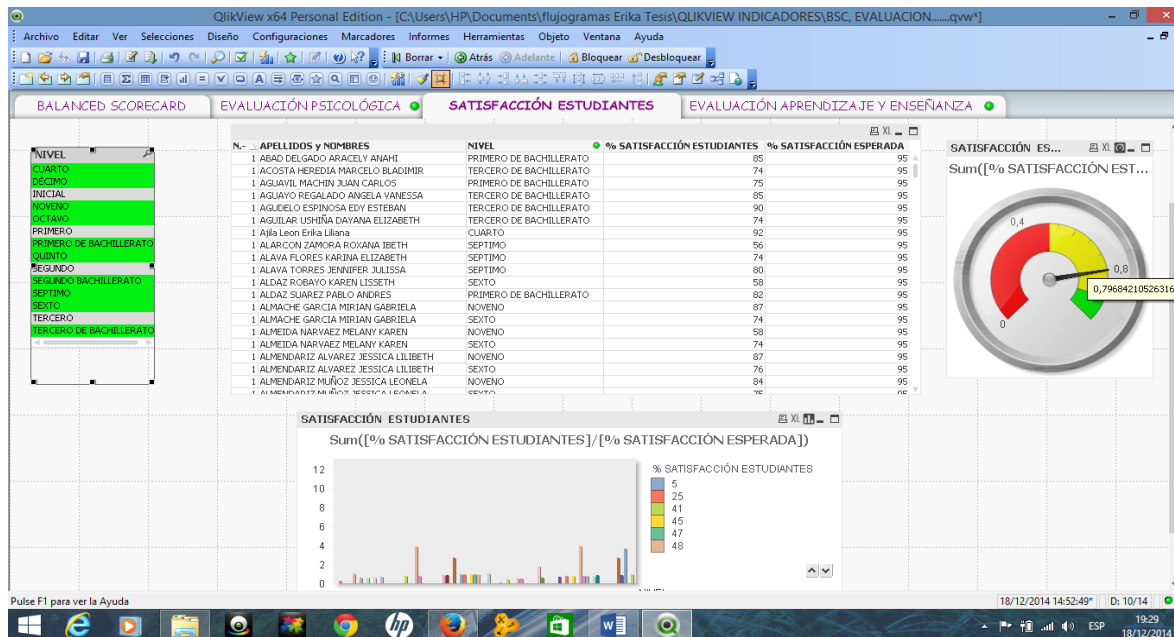 QlikView x64 Personal Edition - [C:\Users\HP\Documents\flujogramas Erika Tesis\QLIKVIEW INDICADORES\BSC, EVALUACION.......qvw*]
Archivo Editar Ver Selecciones Diseño Configuraciones Marcadores Informes Herramientas Objeto Ventana Ayuda
Borrar Atrás Adelante Bloquear Desbloquear
BALANCED SCORECARD EVALUACIÓN PSICOLÓGICA SATISFACCIÓN ESTUDIANTES EVALUACIÓN APRENDIZAJE Y ENSEÑANZA
NIVEL
CUARTO
DÉCIMO
INICIAL
NOVENO
OCTAVO
PRIMERO
PRIMERO DE BACHILLERATO
QUINTO
SEGUNDO
SEGUNDO BACHILLERATO
SEPTIMO
SEXTO
TERCERO
TERCERO DE BACHILLERATO
XL
N.- APELLIDOS y NOMBRES NIVEL % SATISFACCIÓN ESTUDIANTES % SATISFACCIÓN ESPERADA
1 ABAD DELGADO ARACELY ANAHI PRIMERO DE BACHILLERATO 85 95
1 ACOSTA HEREDIA MARCELO BLADIMIR TERCERO DE BACHILLERATO 74 95
1 AGUAVIL MACHIN JUAN CARLOS PRIMERO DE BACHILLERATO 75 95
1 AGUAYO REGALADO ANGELA VANESSA TERCERO DE BACHILLERATO 85 95
1 AGUDELO ESPINOSA EDY ESTEBAN TERCERO DE BACHILLERATO 90 95
1 AGUILAR USHIÑA DAYANA ELIZABETH TERCERO DE BACHILLERATO 74 95
1 Ajila Leon Erika Liliana CUARTO 92 95
1 ALARCON ZAMORA ROXANA IBETH SEPTIMO 56 95
1 ALAVA FLORES KARINA ELIZABETH SEPTIMO 74 95
1 ALAVA TORRES JENNIFER JULISSA SEPTIMO 80 95
1 ALDAZ ROBAYO KAREN LISSETH SEXTO 58 95
1 ALDAZ SUAREZ PABLO ANDRES PRIMERO DE BACHILLERATO 82 95
1 ALMACHE GARCIA MIRIAN GABRIELA NOVENO 87 95
1 ALMACHE GARCIA MIRIAN GABRIELA SEXTO 74 95
1 ALMEIDA NARVAEZ MELANY KAREN NOVENO 58 95
1 ALMEIDA NARVAEZ MELANY KAREN SEXTO 74 95
1 ALMENDARIZ ALVAREZ JESSICA LILIBETH NOVENO 87 95
1 ALMENDARIZ ALVAREZ JESSICA LILIBETH SEXTO 76 95
1 ALMENDARIZ MUÑOZ JESSICA LEONELA NOVENO 84 95
1 ALMENDARIZ MUÑOZ JESSICA LEONELA SEXTO 75 95
SATISFACCIÓN ES... XL
Sum([% SATISFACCIÓN EST...
0,4
0,8
0,79684210526316
0
SATISFACCIÓN ESTUDIANTES XL
Sum([% SATISFACCIÓN ESTUDIANTES]/[% SATISFACCIÓN ESPERADA])
12
10
8
6
4
2
0
% SATISFACCIÓN ESTUDIANTES
5
25
41
45
47
48
Pulse F1 para ver la Ayuda 18/12/2014 14:52:49* D: 10/14
hp ESP 19:29
18/12/2014